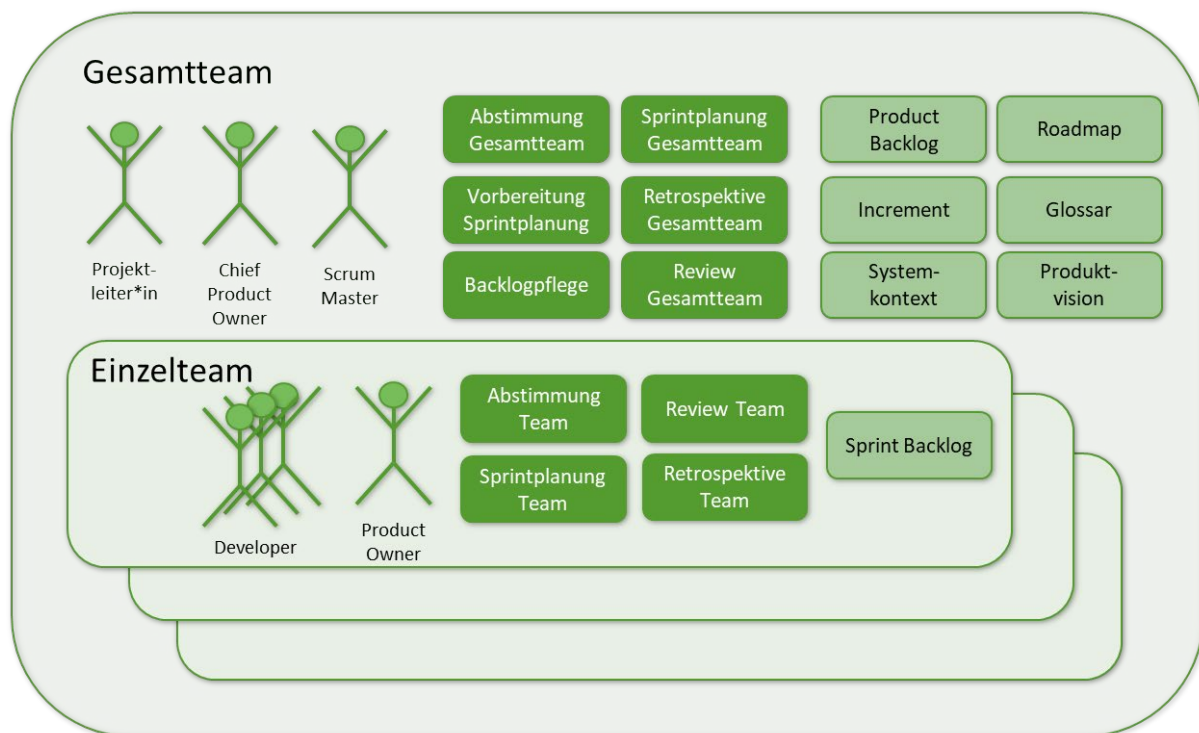 Gesamtteam
Projekt-
leiter*in
Chief
Product
Owner
Scrum
Master
Abstimmung
Gesamtteam
Sprintplanung
Gesamtteam
Vorbereitung
Sprintplanung
Retrospektive
Gesamtteam
Backlogpflege
Review
Gesamtteam
Product
Backlog
Roadmap
Increment
Glossar
System-
kontext
Produkt-
vision
Einzelteam
Developer
Product
Owner
Abstimmung
Team
Review Team
Sprintplanung
Team
Retrospektive
Team
Sprint Backlog